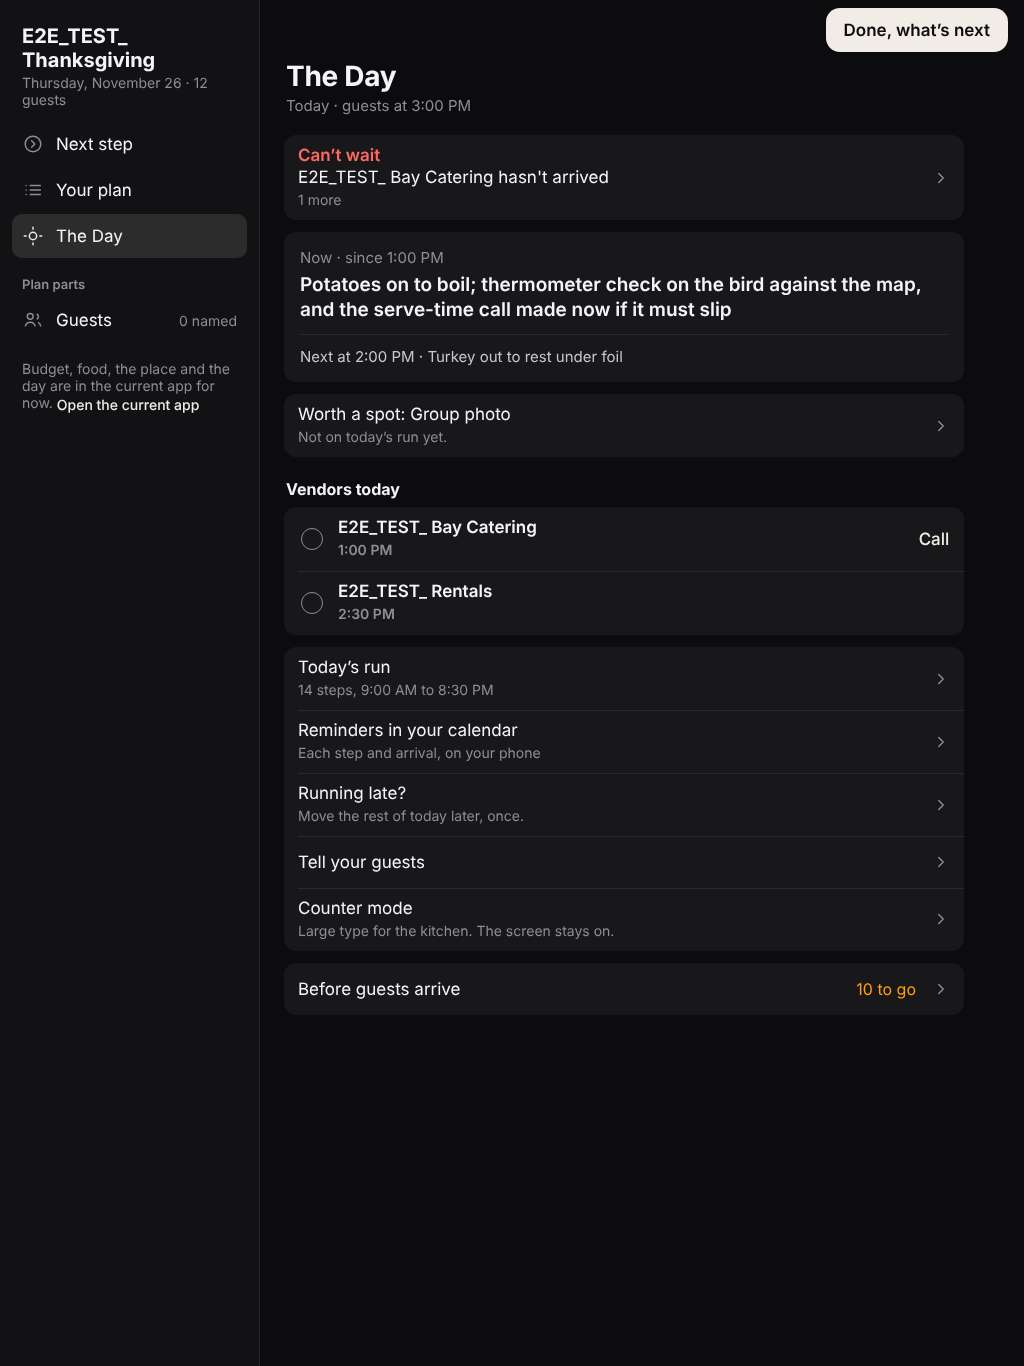 E2E_TEST_
Thanksgiving
Thursday, November 26 · 12
guests
Next step
Your plan
The Day
Plan parts
Guests 0 named
Budget, food, the place and the
day are in the current app for
now. Open the current app
Done, what’s next
The Day
Today · guests at 3:00 PM
Can’t wait
E2E_TEST_ Bay Catering hasn't arrived
1 more
Now · since 1:00 PM
Potatoes on to boil; thermometer check on the bird against the map,
and the serve-time call made now if it must slip
Next at 2:00 PM · Turkey out to rest under foil
Worth a spot: Group photo
Not on today’s run yet.
Vendors today
E2E_TEST_ Bay Catering
1:00 PM
Call
E2E_TEST_ Rentals
2:30 PM
Today’s run
14 steps, 9:00 AM to 8:30 PM
Reminders in your calendar
Each step and arrival, on your phone
Running late?
Move the rest of today later, once.
Tell your guests
Counter mode
Large type for the kitchen. The screen stays on.
Before guests arrive 10 to go